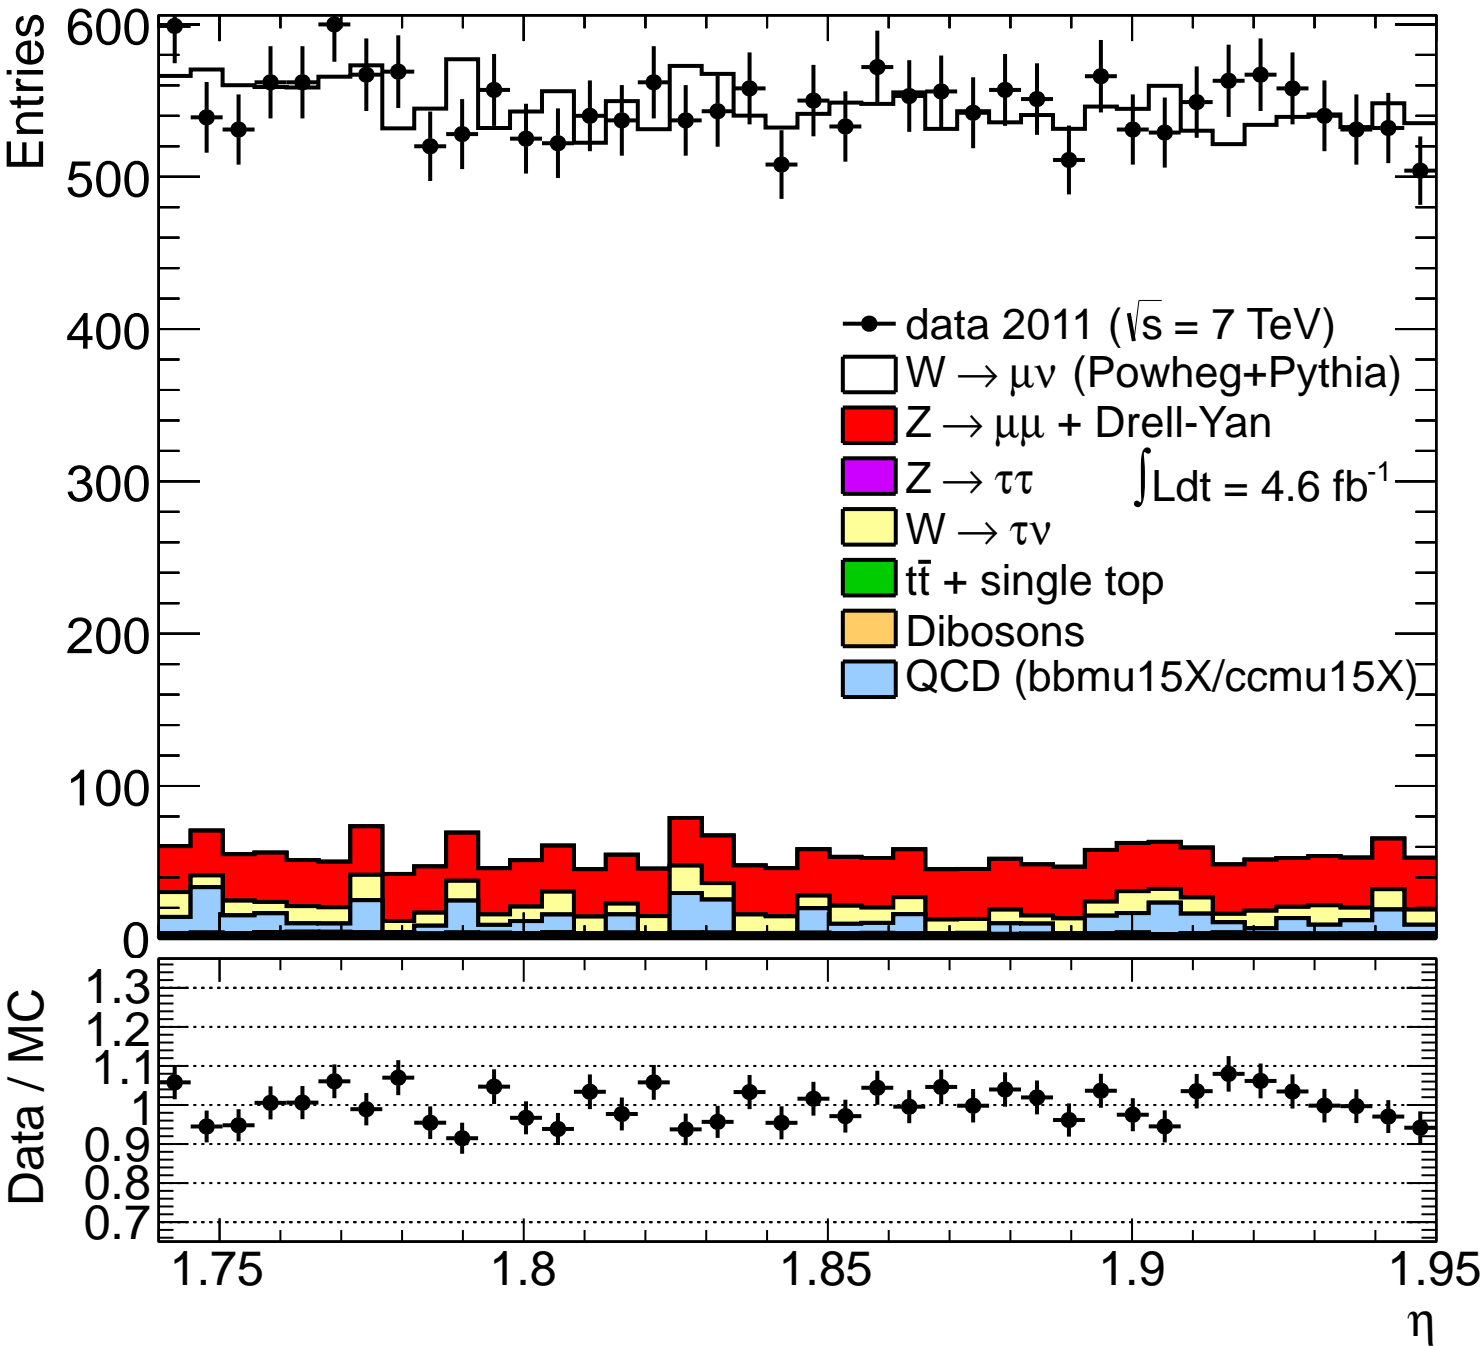 Entries
600
500
400
300
200
100
0
data 2011 (√s = 7 TeV)
W → μν (Powheg+Pythia)
Z → μμ + Drell-Yan
Z → ττ
∫Ldt = 4.6 fb⁻¹
W → τν
tt̄ + single top
Dibosons
QCD (bbmu15X/ccmu15X)
Data / MC
1.3
1.2
1.1
1
0.9
0.8
0.7
1.75 1.8 1.85 1.9 1.95
η